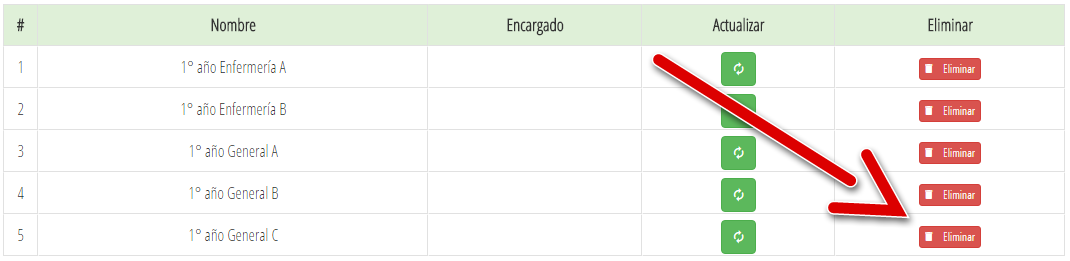 # Nombre Encargado Actualizar Eliminar
1 1° año Enfermería A Eliminar
2 1° año Enfermería B Eliminar
3 1° año General A Eliminar
4 1° año General B Eliminar
5 1° año General C Eliminar